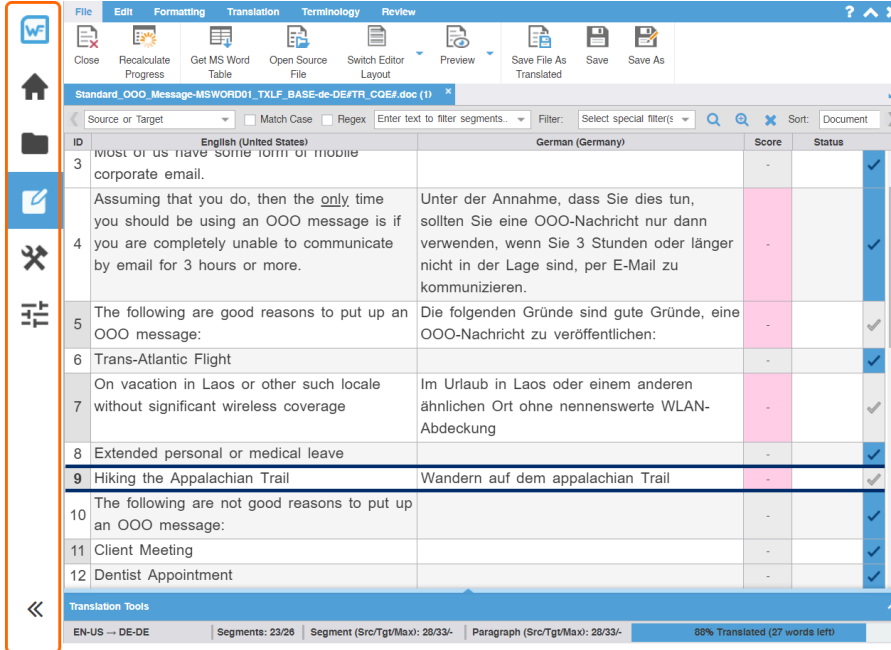 WF
File Edit Formatting Translation Terminology Review ?
Close
Recalculate Progress
Get MS Word Table
Open Source File
Switch Editor Layout
Preview
Save File As Translated
Save
Save As
Standard_OOO_Message-MSWORD01_TXLF_BASE-de-DE#TR_CQE#.doc (1) ×
Source or Target Match Case Regex Enter text to filter segments.. Filter: Select special filter(s Sort: Document
ID English (United States) German (Germany) Score Status
3 Most of us have some form of mobile
corporate email. -
4 Assuming that you do, then the only time
you should be using an OOO message is if
you are completely unable to communicate
by email for 3 hours or more.
Unter der Annahme, dass Sie dies tun,
sollten Sie eine OOO-Nachricht nur dann
verwenden, wenn Sie 3 Stunden oder länger
nicht in der Lage sind, per E-Mail zu
kommunizieren. -
5 The following are good reasons to put up an
OOO message:
Die folgenden Gründe sind gute Gründe, eine
OOO-Nachricht zu veröffentlichen: -
6 Trans-Atlantic Flight -
7 On vacation in Laos or other such locale
without significant wireless coverage
Im Urlaub in Laos oder einem anderen
ähnlichen Ort ohne nennenswerte WLAN-
Abdeckung -
8 Extended personal or medical leave -
9 Hiking the Appalachian Trail Wandern auf dem appalachian Trail -
10 The following are not good reasons to put up
an OOO message: -
11 Client Meeting -
12 Dentist Appointment -
Translation Tools
EN-US → DE-DE Segments: 23/26 Segment (Src/Tgt/Max): 28/33/- Paragraph (Src/Tgt/Max): 28/33/- 88% Translated (27 words left)